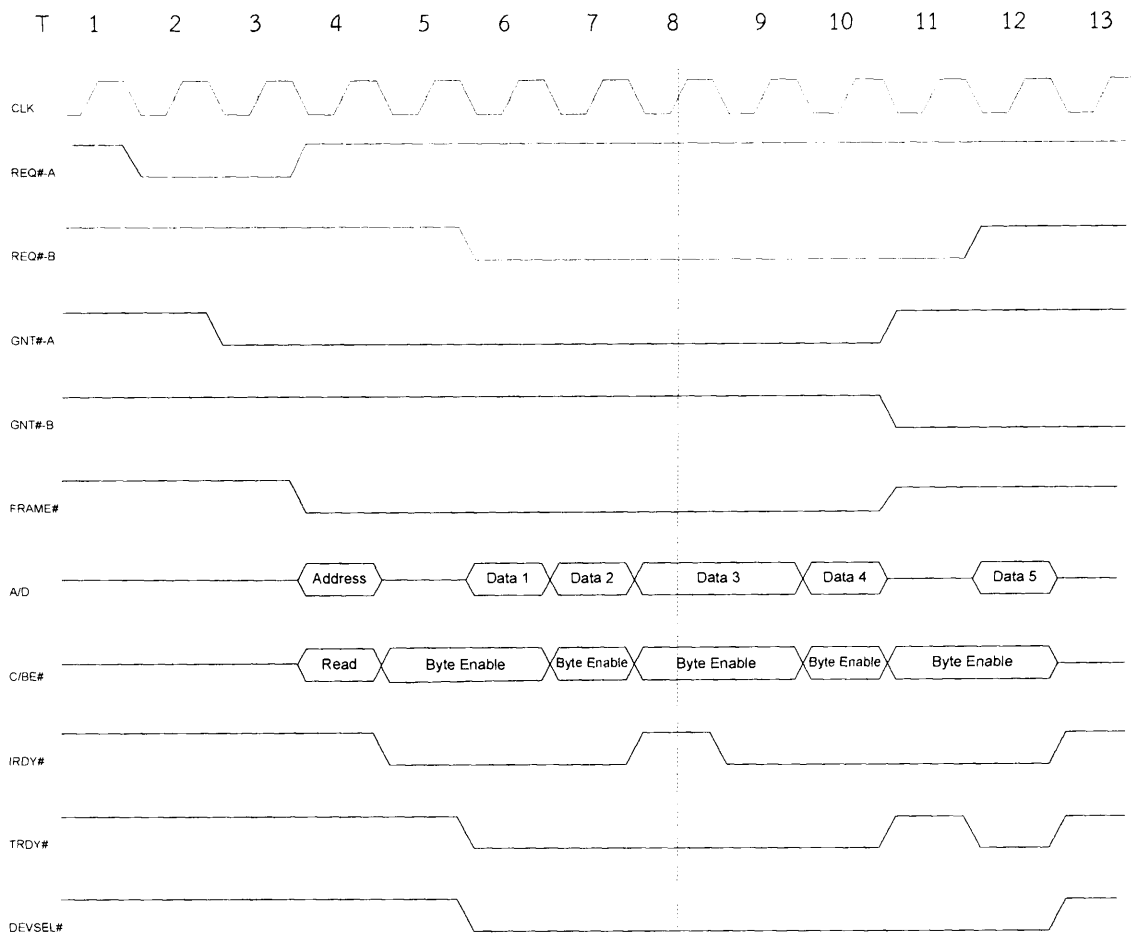 T 1 2 3 4 5 6 7 8 9 10 11 12 13
CLK
REQ#-A
REQ#-B
GNT#-A
GNT#-B
FRAME#
A/D Address Data 1 Data 2 Data 3 Data 4 Data 5
C/BE# Read Byte Enable Byte Enable Byte Enable Byte Enable Byte Enable
IRDY#
TRDY#
DEVSEL#